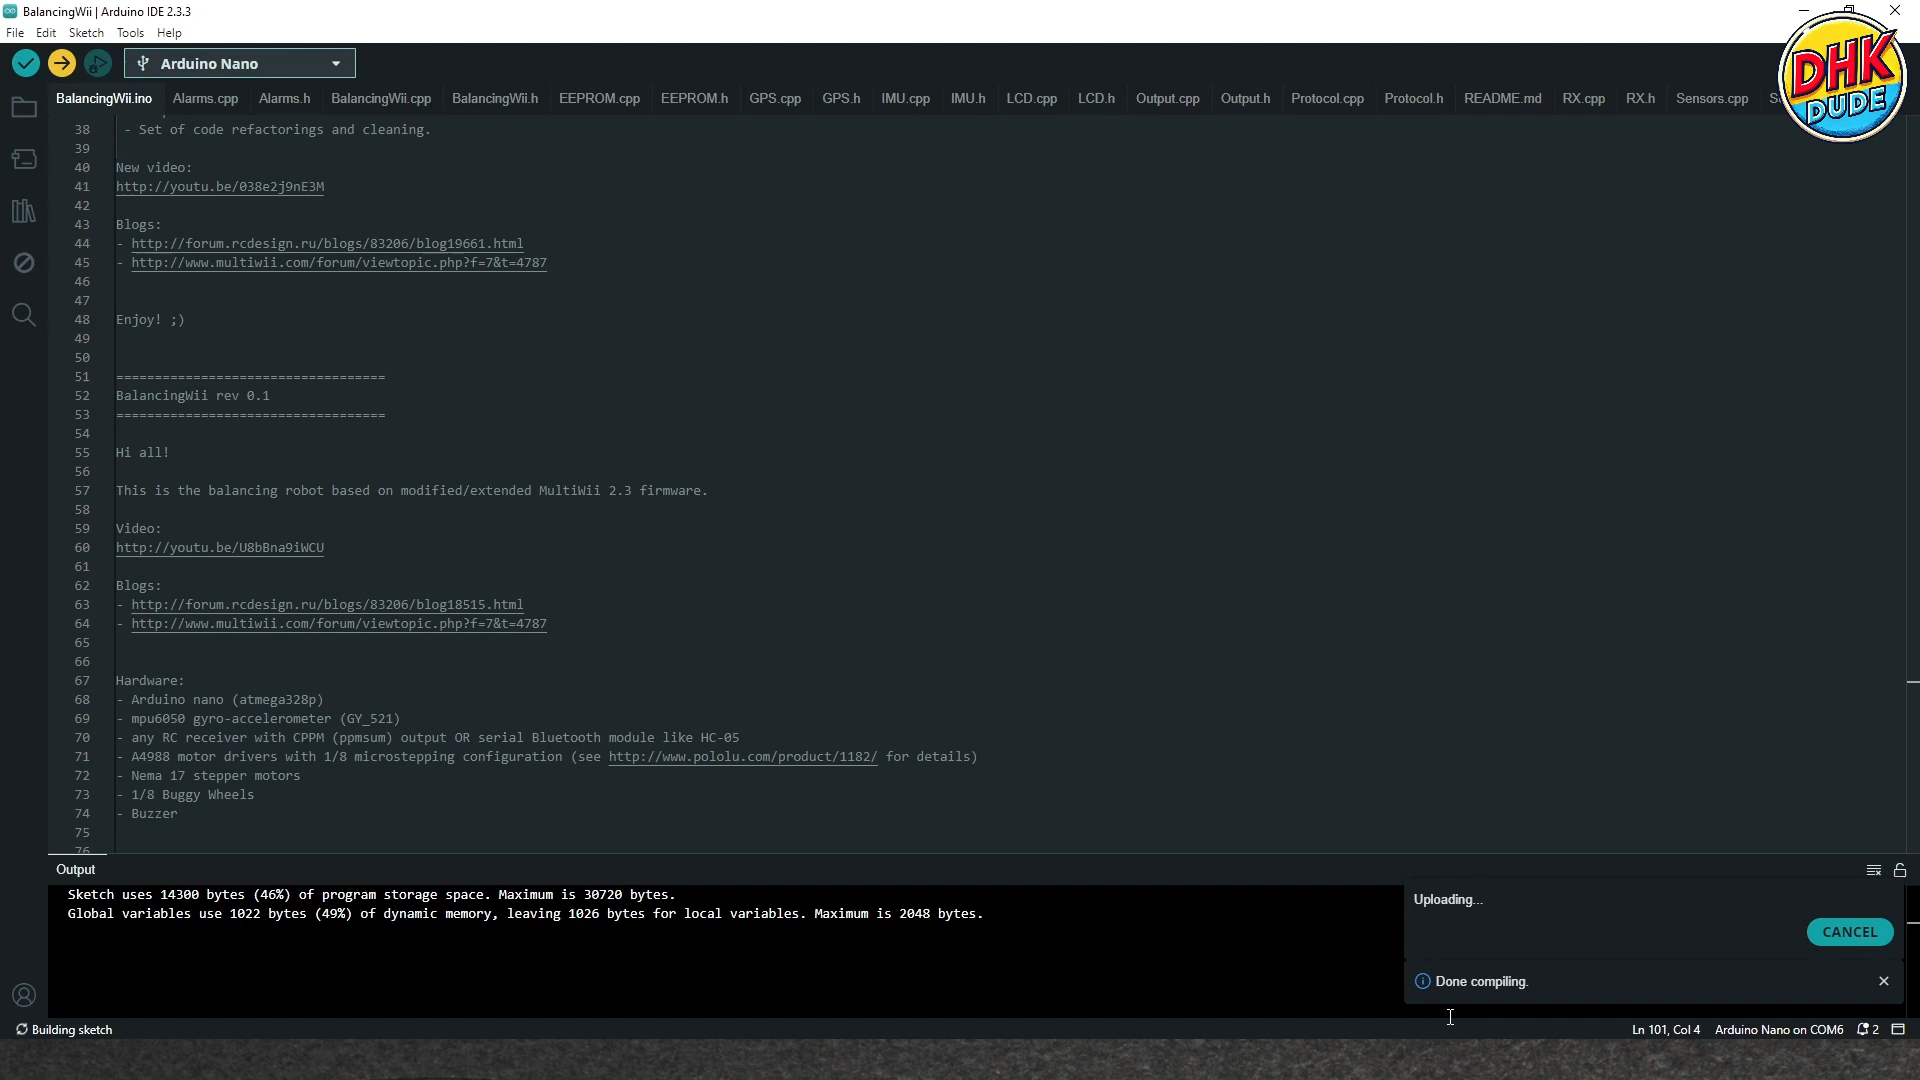 BalancingWii | Arduino IDE 2.3.3
File Edit Sketch Tools Help
Arduino Nano
DHK
DUDE
BalancingWii.ino Alarms.cpp Alarms.h BalancingWii.cpp BalancingWii.h EEPROM.cpp EEPROM.h GPS.cpp GPS.h IMU.cpp IMU.h LCD.cpp LCD.h Output.cpp Output.h Protocol.cpp Protocol.h README.md RX.cpp RX.h Sensors.cpp
38 - Set of code refactorings and cleaning.
39
40 New video:
41 http://youtu.be/038e2j9nE3M
42
43 Blogs:
44 - http://forum.rcdesign.ru/blogs/83206/blog19661.html
45 - http://www.multiwii.com/forum/viewtopic.php?f=7&t=4787
46
47
48 Enjoy! ;)
49
50
51 ===================================
52 BalancingWii rev 0.1
53 ===================================
54
55 Hi all!
56
57 This is the balancing robot based on modified/extended MultiWii 2.3 firmware.
58
59 Video:
60 http://youtu.be/U8bBna9iWCU
61
62 Blogs:
63 - http://forum.rcdesign.ru/blogs/83206/blog18515.html
64 - http://www.multiwii.com/forum/viewtopic.php?f=7&t=4787
65
66
67 Hardware:
68 - Arduino nano (atmega328p)
69 - mpu6050 gyro-accelerometer (GY_521)
70 - any RC receiver with CPPM (ppmsum) output OR serial Bluetooth module like HC-05
71 - A4988 motor drivers with 1/8 microstepping configuration (see http://www.pololu.com/product/1182/ for details)
72 - Nema 17 stepper motors
73 - 1/8 Buggy Wheels
74 - Buzzer
75
76
Output
Sketch uses 14300 bytes (46%) of program storage space. Maximum is 30720 bytes.
Global variables use 1022 bytes (49%) of dynamic memory, leaving 1026 bytes for local variables. Maximum is 2048 bytes.
Uploading...
CANCEL
Done compiling.
Building sketch
Ln 101, Col 4 Arduino Nano on COM6 2